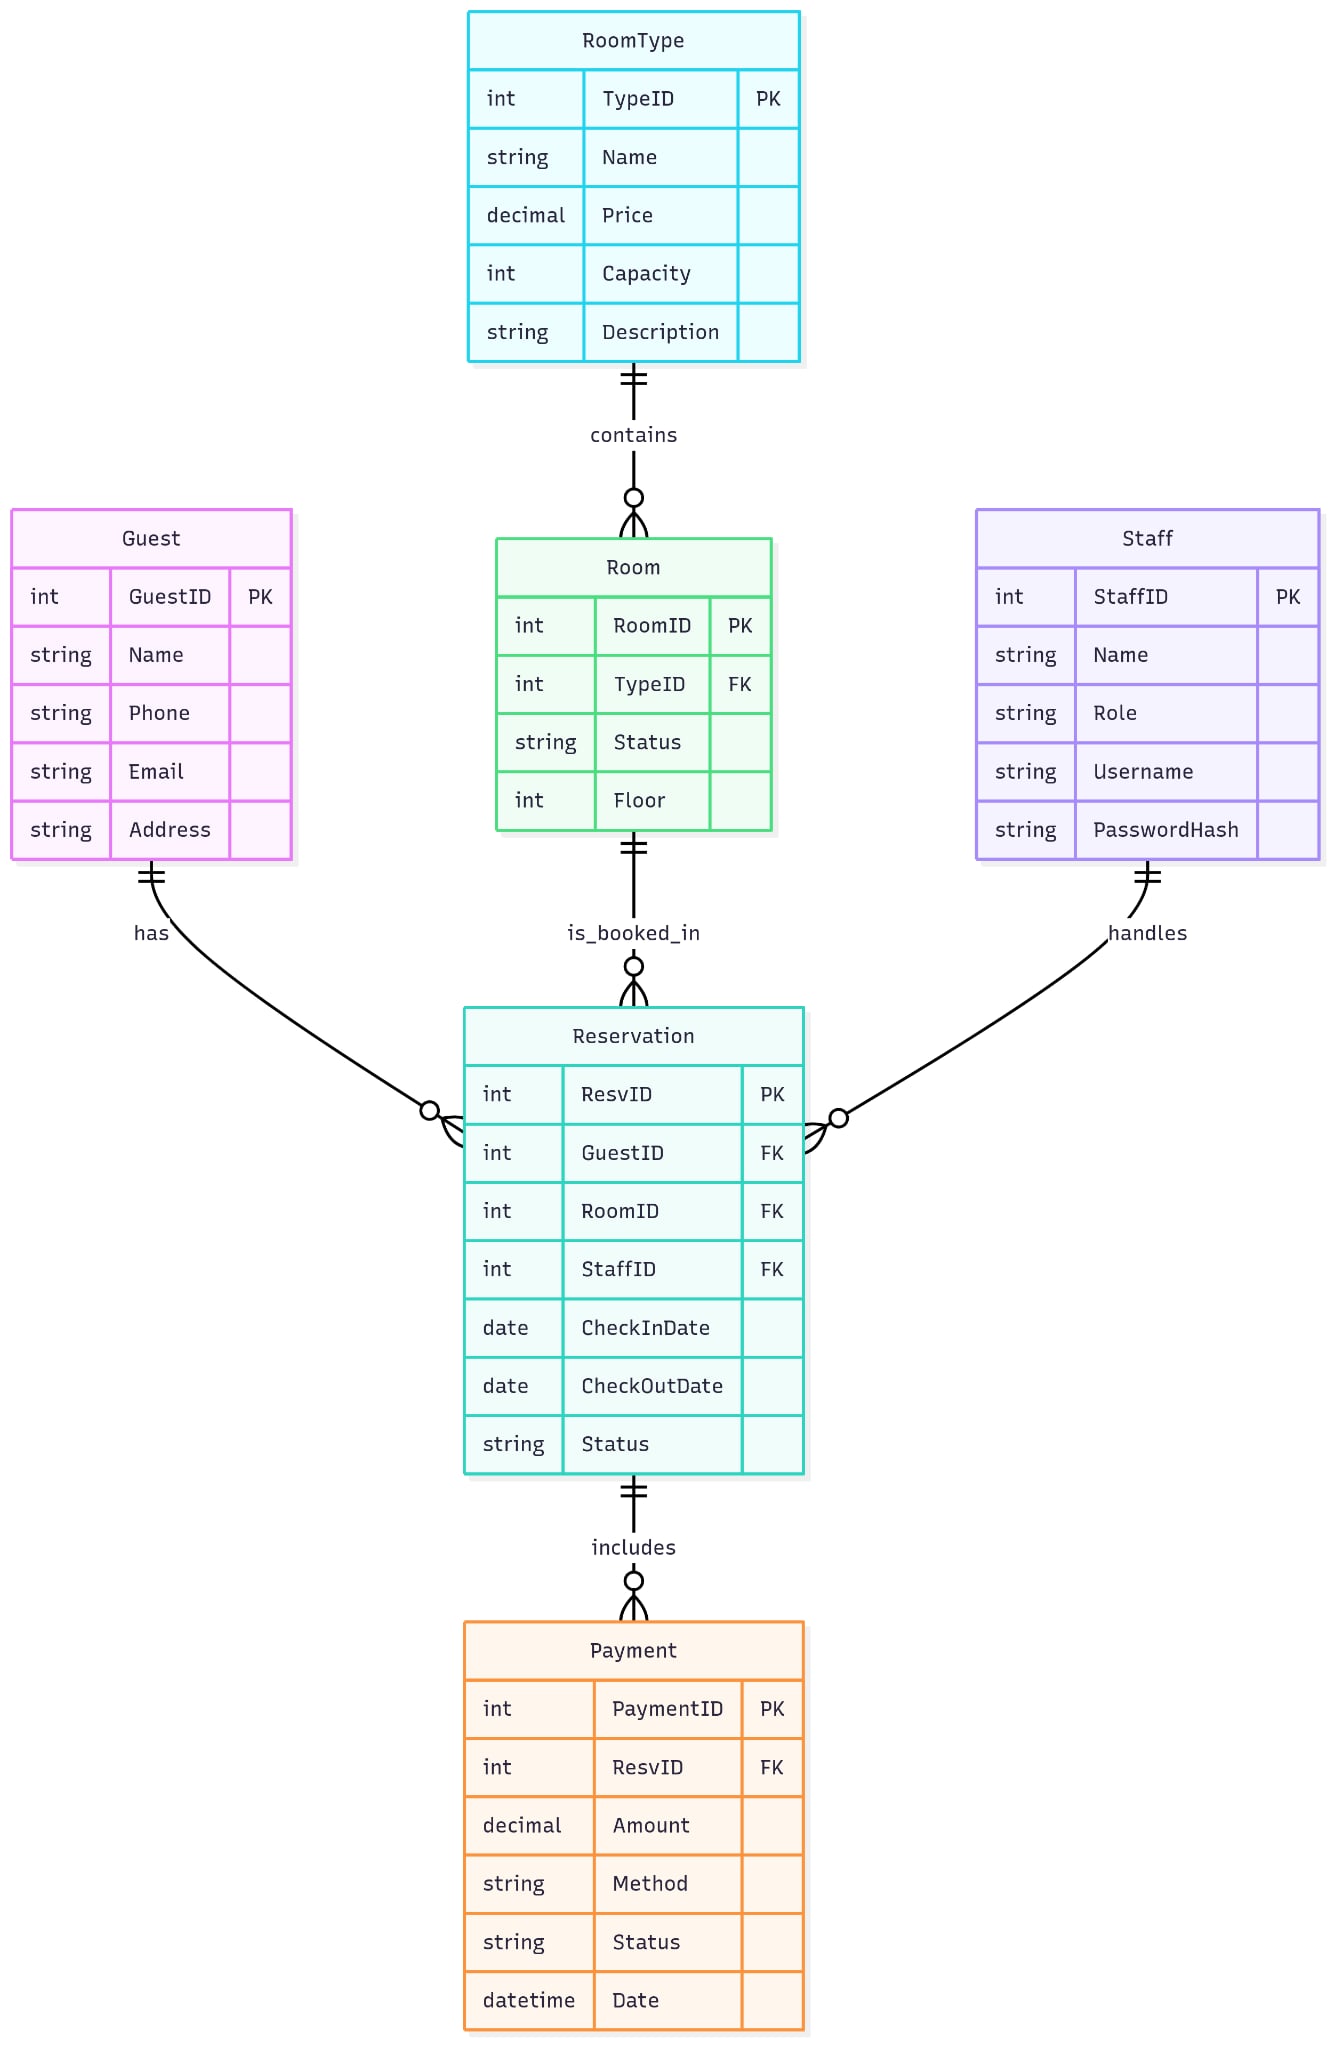 RoomType
int TypeID PK
string Name
decimal Price
int Capacity
string Description
contains
Guest
int GuestID PK
string Name
string Phone
string Email
string Address
Room
int RoomID PK
int TypeID FK
string Status
int Floor
Staff
int StaffID PK
string Name
string Role
string Username
string PasswordHash
has
is_booked_in
handles
Reservation
int ResvID PK
int GuestID FK
int RoomID FK
int StaffID FK
date CheckInDate
date CheckOutDate
string Status
includes
Payment
int PaymentID PK
int ResvID FK
decimal Amount
string Method
string Status
datetime Date